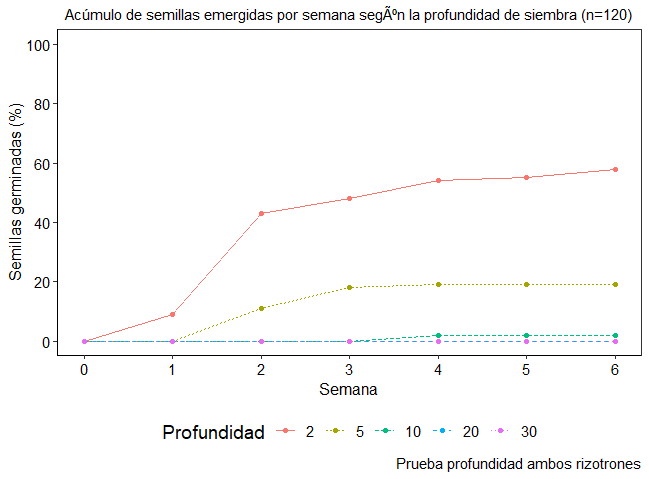 Acúmulo de semillas emergidas por semana segÃºn la profundidad de siembra (n=120)
Semillas germinadas (%)
100
80
60
40
20
0
0 1 2 3 4 5 6
Semana
Profundidad 2 5 10 20 30
Prueba profundidad ambos rizotrones